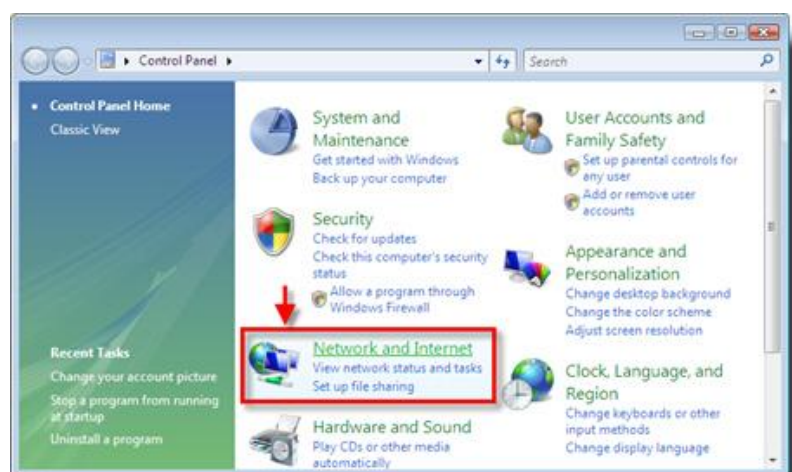 Control Panel
Search
Control Panel Home
Classic View
Recent Tasks
Change your account picture
Stop a program from running
at startup
Uninstall a program
System and
Maintenance
Get started with Windows
Back up your computer
Security
Check for updates
Check this computer's security
status
Allow a program through
Windows Firewall
Network and Internet
View network status and tasks
Set up file sharing
Hardware and Sound
Play CDs or other media
automatically
User Accounts and
Family Safety
Set up parental controls for
any user
Add or remove user
accounts
Appearance and
Personalization
Change desktop background
Change the color scheme
Adjust screen resolution
Clock, Language, and
Region
Change keyboards or other
input methods
Change display language